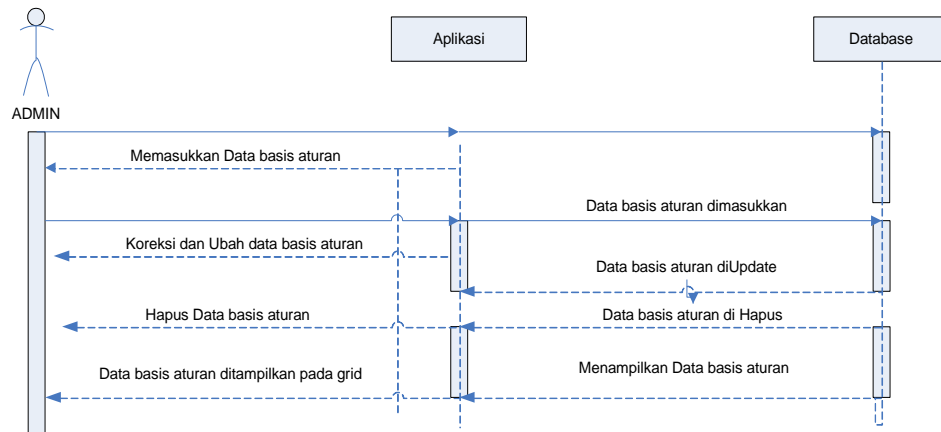 Aplikasi
Database
ADMIN
Memasukkan Data basis aturan
Data basis aturan dimasukkan
Koreksi dan Ubah data basis aturan
Data basis aturan diUpdate
Hapus Data basis aturan
Data basis aturan di Hapus
Menampilkan Data basis aturan
Data basis aturan ditampilkan pada grid